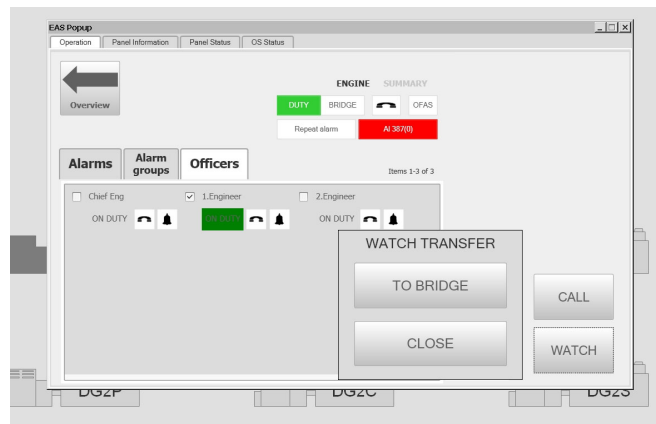 EAS Popup
Operation Panel Information Panel Status OS Status
Overview
ENGINE SUMMARY
DUTY BRIDGE OFAS
Repeat alarm AI 387(0)
Alarms Alarm groups Officers
Items 1-3 of 3
Chief Eng 1.Engineer 2.Engineer
ON DUTY ON DUTY ON DUTY
WATCH TRANSFER
TO BRIDGE
CALL
CLOSE
WATCH
DG2P DG2C DG2S